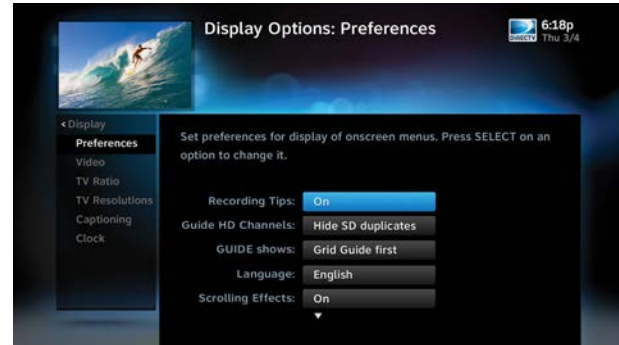 Display Options: Preferences
DIRECTV
6:18p
Thu 3/4
Display
Preferences
Video
TV Ratio
TV Resolutions
Captioning
Clock
Set preferences for display of onscreen menus. Press SELECT on an
option to change it.
Recording Tips: On
Guide HD Channels: Hide SD duplicates
GUIDE shows: Grid Guide first
Language: English
Scrolling Effects: On